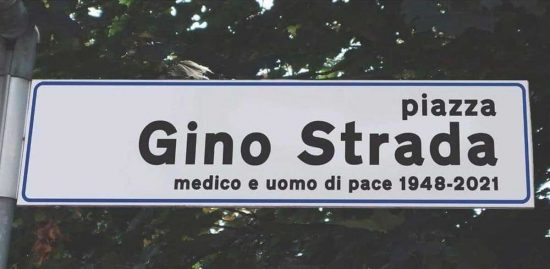 piazza
Gino Strada
medico e uomo di pace 1948-2021